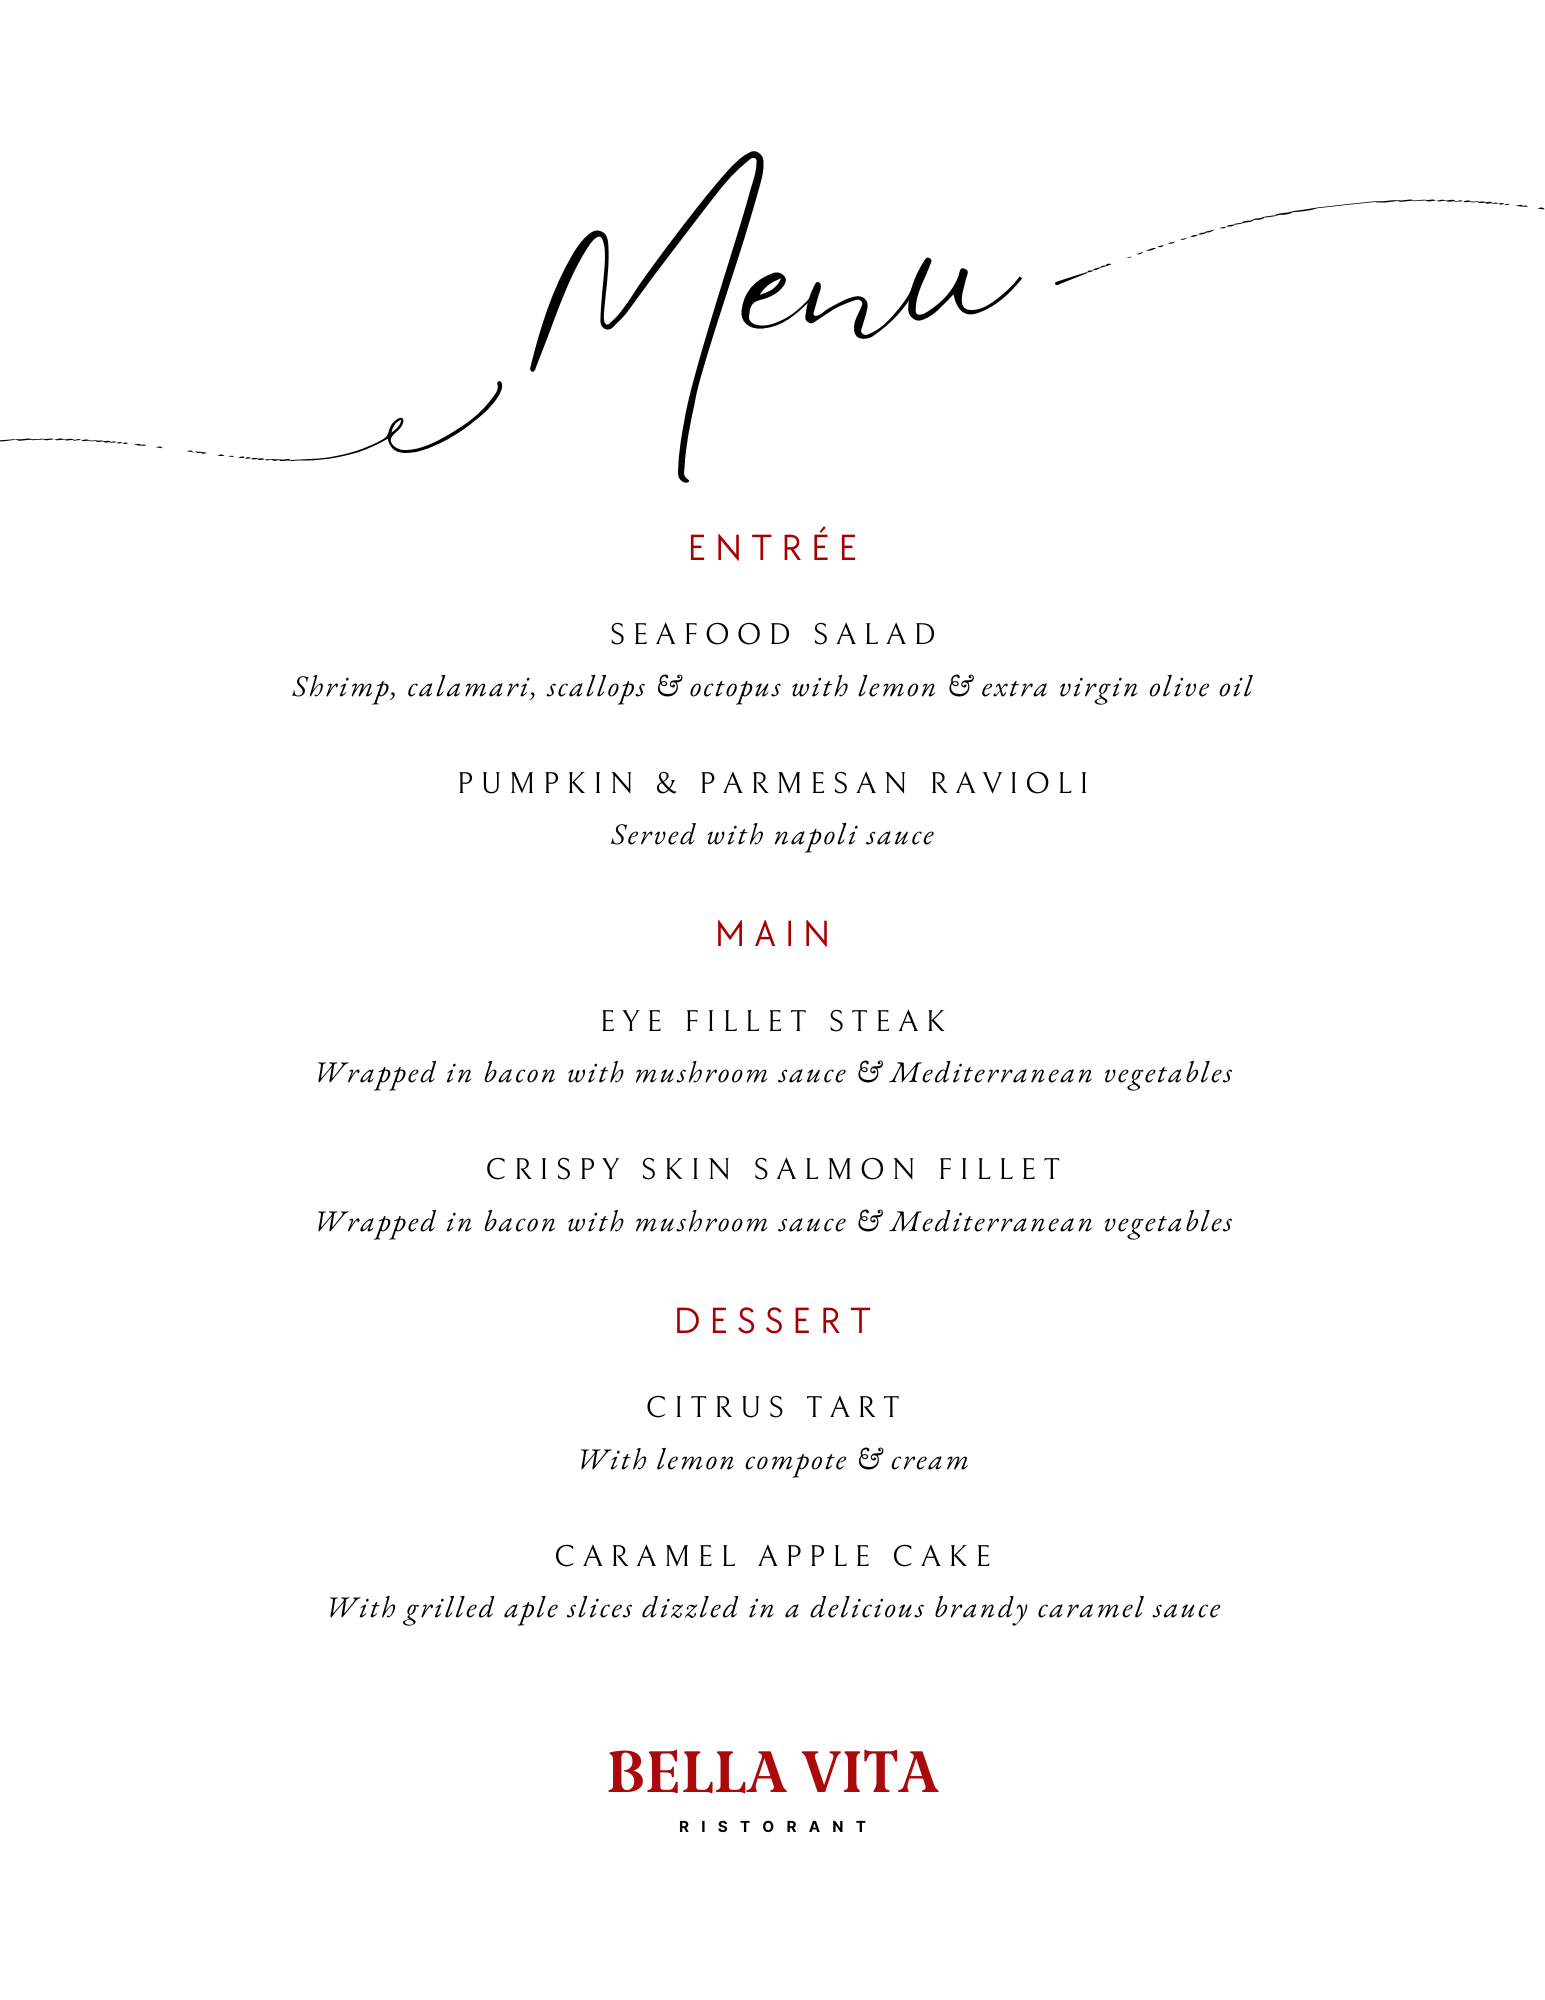 Menu
ENTRÉE
SEAFOOD SALAD
Shrimp, calamari, scallops & octopus with lemon & extra virgin olive oil
PUMPKIN & PARMESAN RAVIOLI
Served with napoli sauce
MAIN
EYE FILLET STEAK
Wrapped in bacon with mushroom sauce & Mediterranean vegetables
CRISPY SKIN SALMON FILLET
Wrapped in bacon with mushroom sauce & Mediterranean vegetables
DESSERT
CITRUS TART
With lemon compote & cream
CARAMEL APPLE CAKE
With grilled aple slices dizzled in a delicious brandy caramel sauce
BELLA VITA
RISTORANT